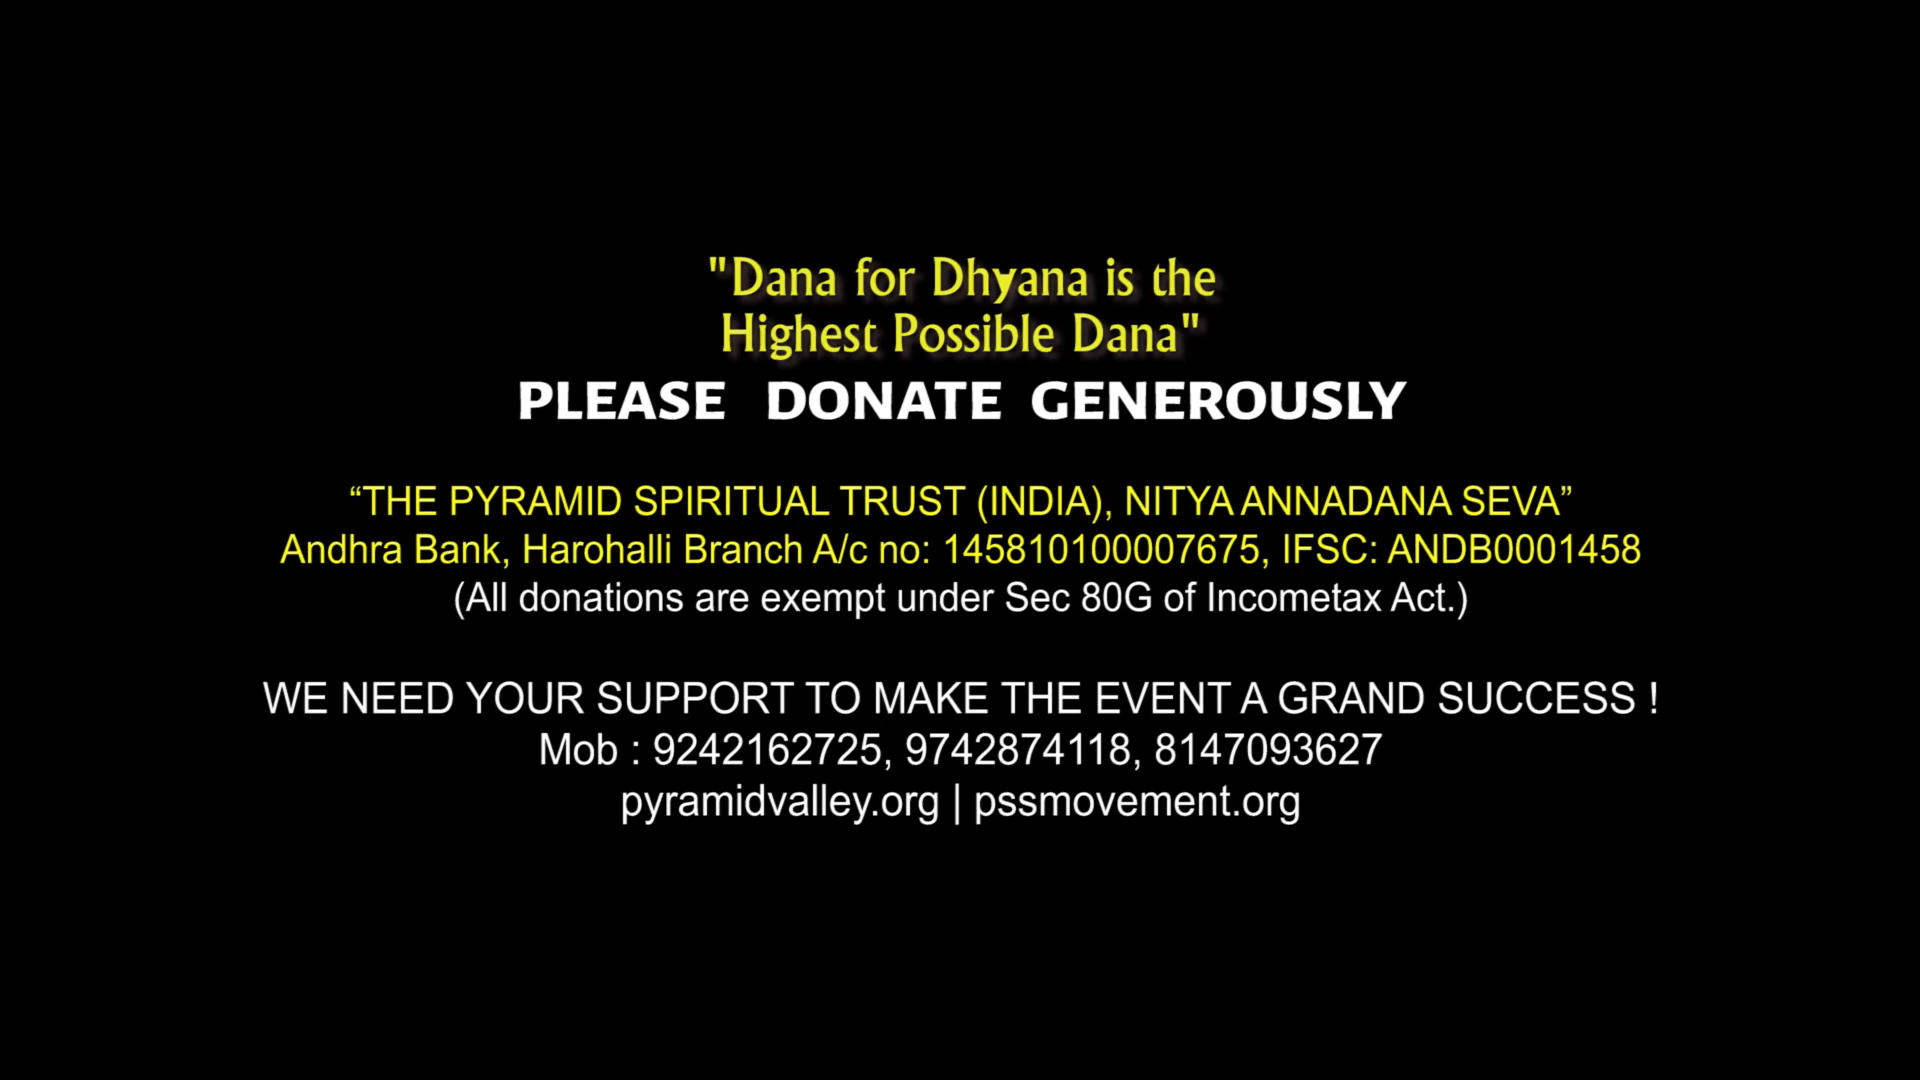 "Dana for Dhyana is the
Highest Possible Dana"
PLEASE DONATE GENEROUSLY
“THE PYRAMID SPIRITUAL TRUST (INDIA), NITYA ANNADANA SEVA”
Andhra Bank, Harohalli Branch A/c no: 145810100007675, IFSC: ANDB0001458
(All donations are exempt under Sec 80G of Incometax Act.)
WE NEED YOUR SUPPORT TO MAKE THE EVENT A GRAND SUCCESS !
Mob : 9242162725, 9742874118, 8147093627
pyramidvalley.org | pssmovement.org